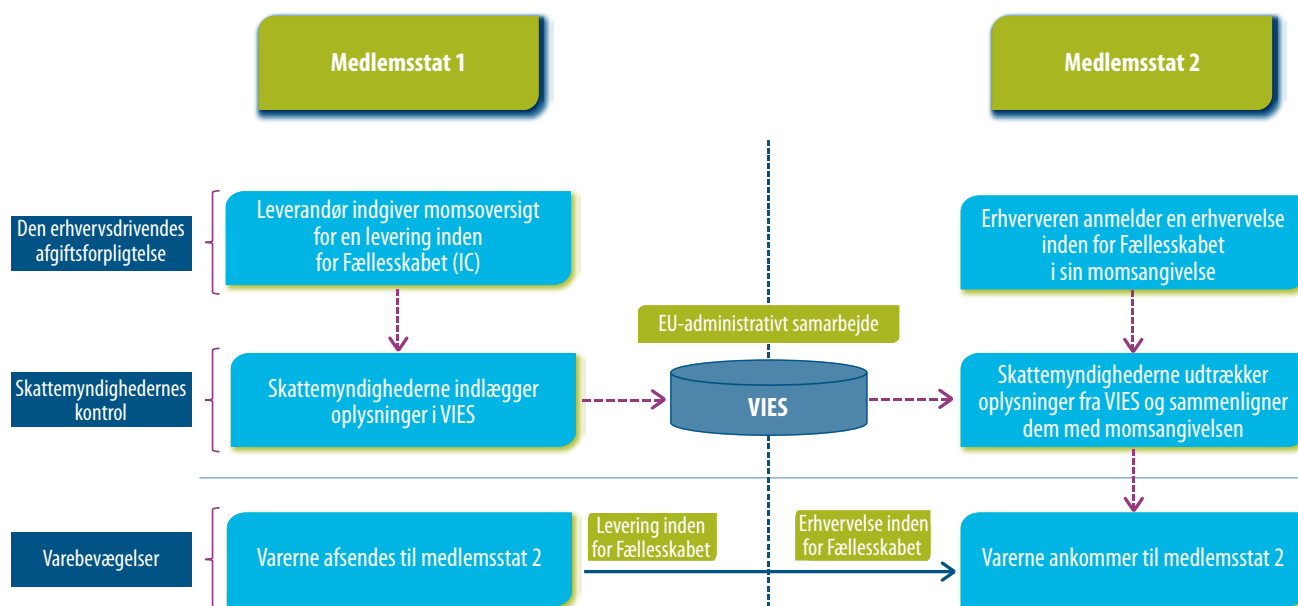 Medlemsstat 1
Medlemsstat 2
Den erhvervsdrivendes
afgiftsforpligtelse
Leverandør indgiver momsoversigt
for en levering inden
for Fællesskabet (IC)
Erhververen anmelder en erhvervelse
inden for Fællesskabet
i sin momsangivelse
EU-administrativt samarbejde
Skattemyndighedernes
kontrol
Skattemyndighederne indlægger
oplysninger i VIES
VIES
Skattemyndighederne udtrækker
oplysninger fra VIES og sammenligner
dem med momsangivelsen
Varebevægelser
Varerne afsendes til medlemsstat 2
Levering inden
for Fællesskabet
Erhvervelse inden
for Fællesskabet
Varerne ankommer til medlemsstat 2